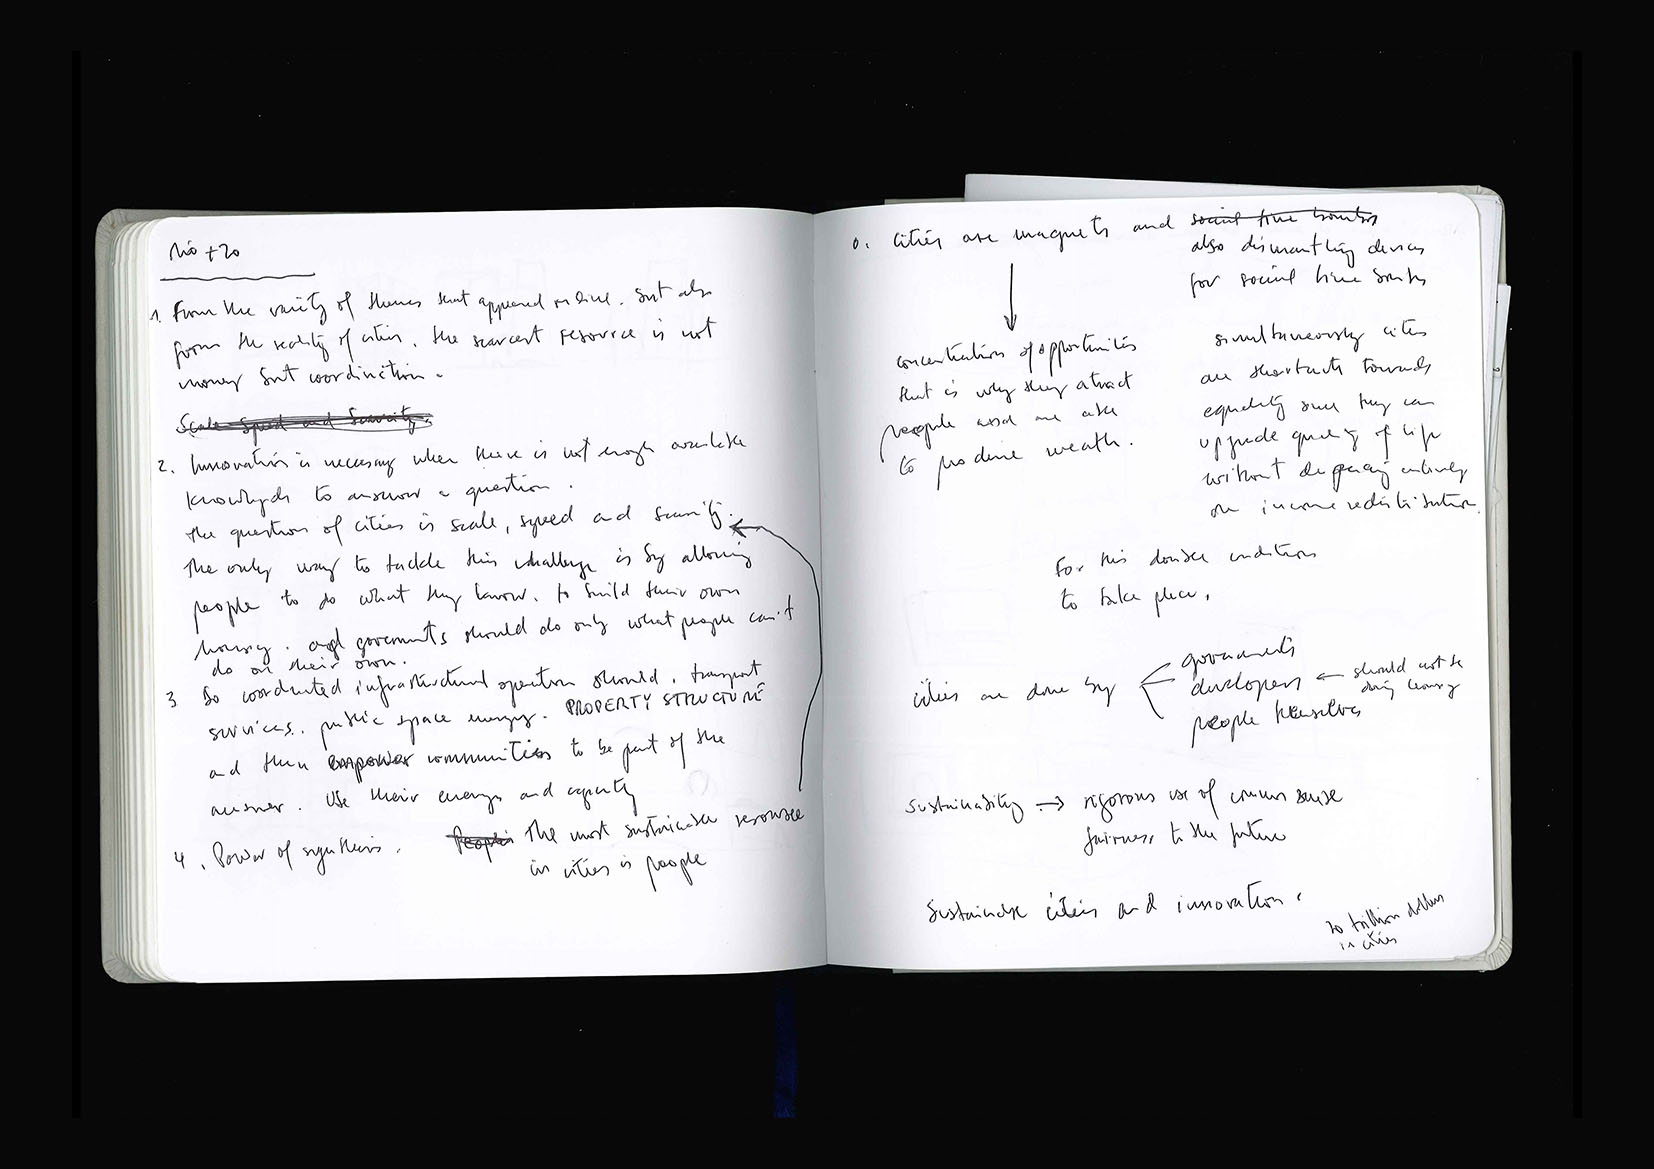 Rio +20
1. From the variety of themes that appeared online. but also
from the reality of cities, the scarcest resource is not
money but coordination.
Scale speed and Scarcity.
2. Innovation is necessary when there is not enough available
knowledge to answer a question.
the question of cities is scale, speed and scarcity.
the only way to tackle this challenge is by allowing
people to do what they know. to build their own
housing. and governments should do only what people can't
do on their own.
3 So coordinated infrastructural operation should. transport
services. public space energy. PROPERTY STRUCTURE
and then empower communities to be part of the
answer. Use their energy and capacity
4. Power of synthesis. People The most sustainable resource
in cities is people
0. Cities are magnets and social time bombs
also dismantling devices
for social time bombs
concentration of opportunities
that is why they attract
people and are able
to produce wealth.
simultaneously cities
are shortcuts towards
equality since they can
upgrade quality of life
without depending entirely
on income redistribution.
For this double condition
to take place,
cities are done by
governments
developers
people themselves
should not be
doing
sustainability → rigorous use of common sense
fairness to the future
Sustainable cities and innovation.
20 trillion dollars
in cities